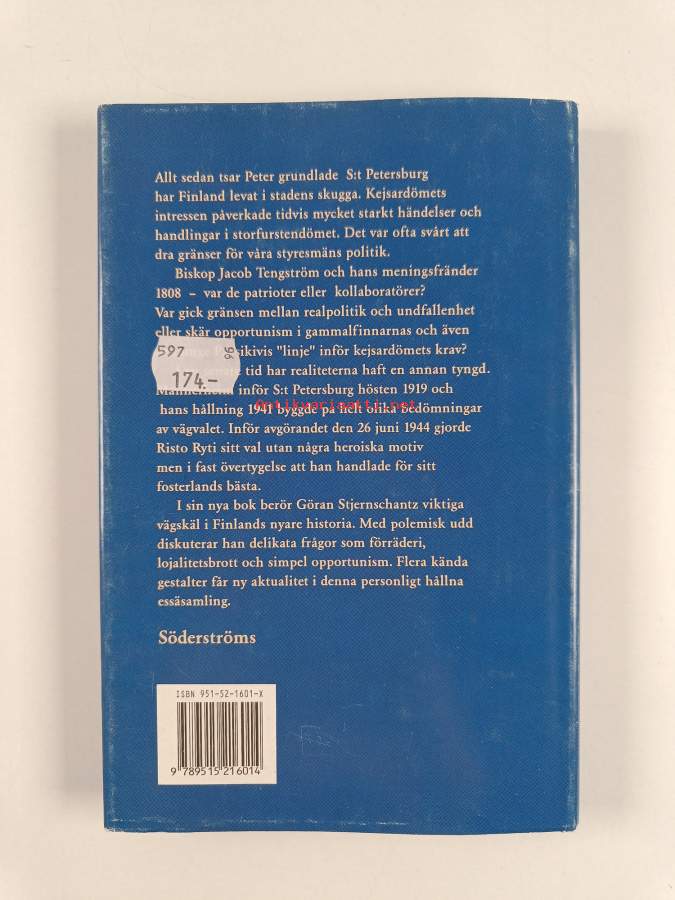 Allt sedan tsar Peter grundlade S:t Petersburg
har Finland levat i stadens skugga. Kejsardömets
intressen påverkade tidvis mycket starkt händelser och
handlingar i storfurstendömet. Det var ofta svårt att
dra gränser för våra styresmäns politik.
Biskop Jacob Tengström och hans meningsfränder
1808 – var de patrioter eller kollaboratörer?
Var gick gränsen mellan realpolitik och undfallenhet
eller skär opportunism i gammalfinnarnas och även
"linje" inför kejsardömets krav?
597
96
174.–
tid har realiteterna haft en annan tyngd.
Mannerheims inför S:t Petersburg hösten 1919 och
Antikvariaatti.net
hans hållning 1941 byggde på helt olika bedömningar
av vägvalet. Inför avgörandet den 26 juni 1944 gjorde
Risto Ryti sitt val utan några heroiska motiv
men i fast övertygelse att han handlade för sitt
fosterlands bästa.
I sin nya bok berör Göran Stjernschantz viktiga
vägskäl i Finlands nyare historia. Med polemisk udd
diskuterar han delikata frågor som förräderi,
lojalitetsbrott och simpel opportunism. Flera kända
gestalter får ny aktualitet i denna personligt hållna
essäsamling.
Söderströms
ISBN 951-52-1601-X
9 789515 216014